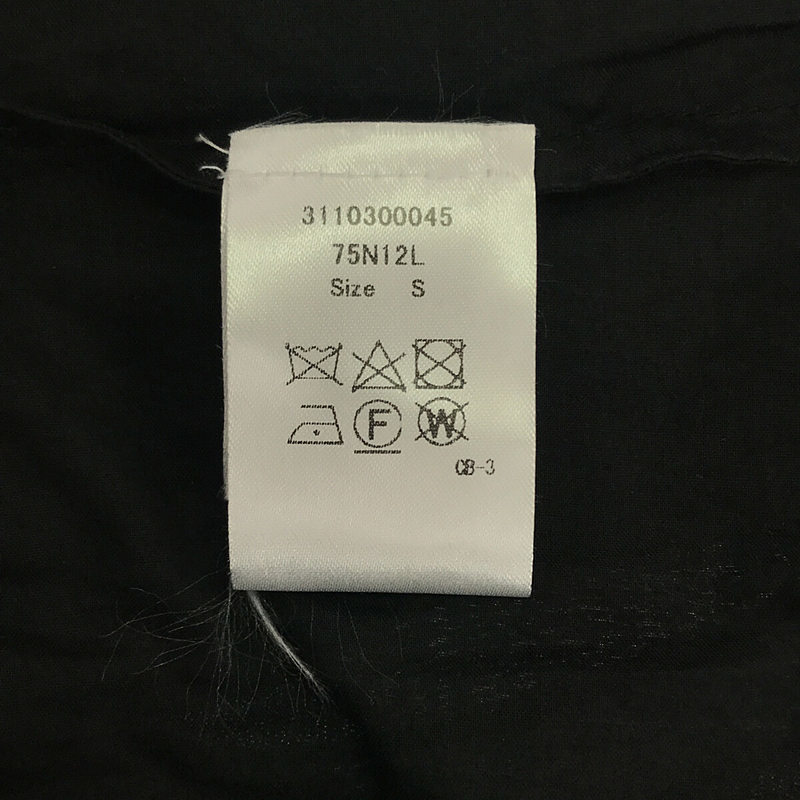 3110300045
75N12L
Size S
F W
CB-3